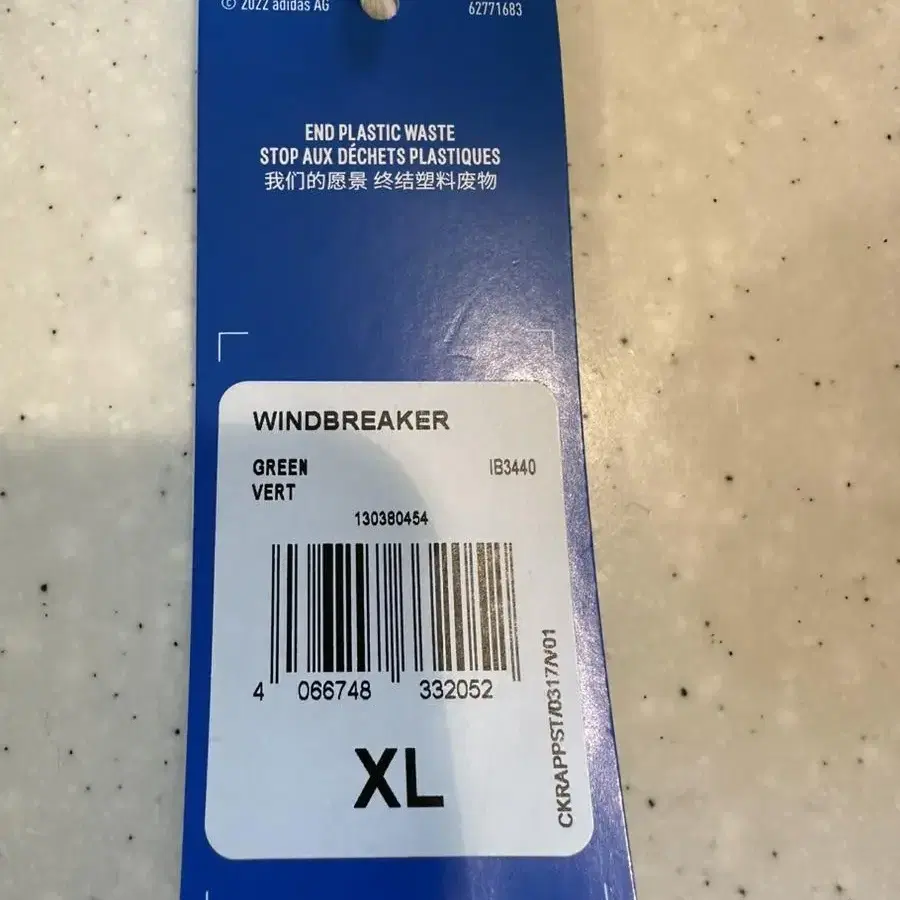 © 2022 adidas AG
62771683
END PLASTIC WASTE
STOP AUX DÉCHETS PLASTIQUES
我们的愿景 终结塑料废物
WINDBREAKER
GREEN
IB3440
VERT
130380454
4 066748 332052
XL
CKRAPPST/0317/V/01